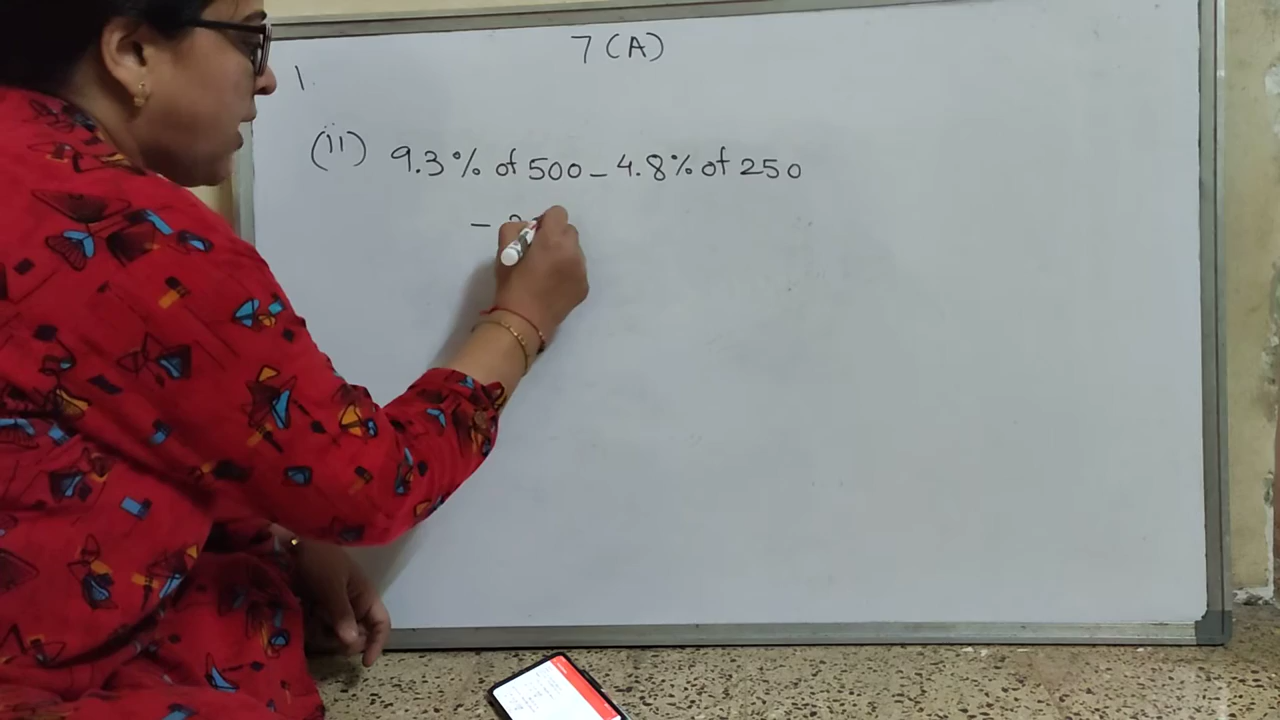 7 (A)
1.
(ii) 9.3% of 500 - 4.8% of 250
-